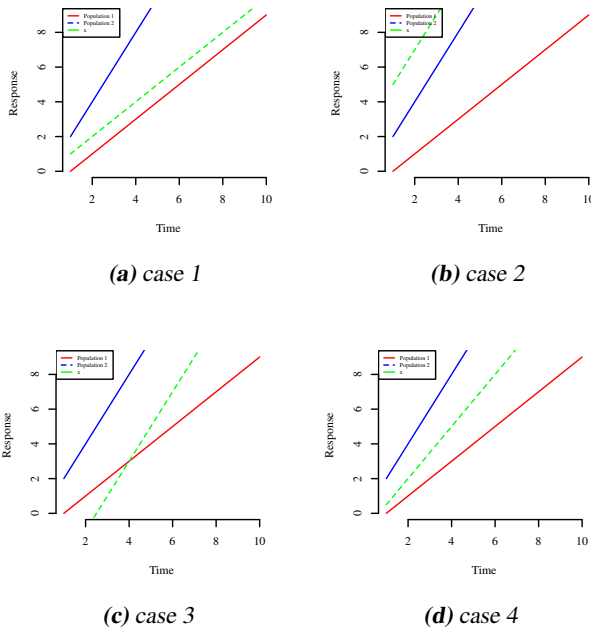 Population 1
Population 2
x
Response
0 2 4 6 8
2 4 6 8 10
Time
(a) case 1
Population 1
Population 2
x
Response
0 2 4 6 8
2 4 6 8 10
Time
(b) case 2
Population 1
Population 2
x
Response
0 2 4 6 8
2 4 6 8 10
Time
(c) case 3
Population 1
Population 2
x
Response
0 2 4 6 8
2 4 6 8 10
Time
(d) case 4